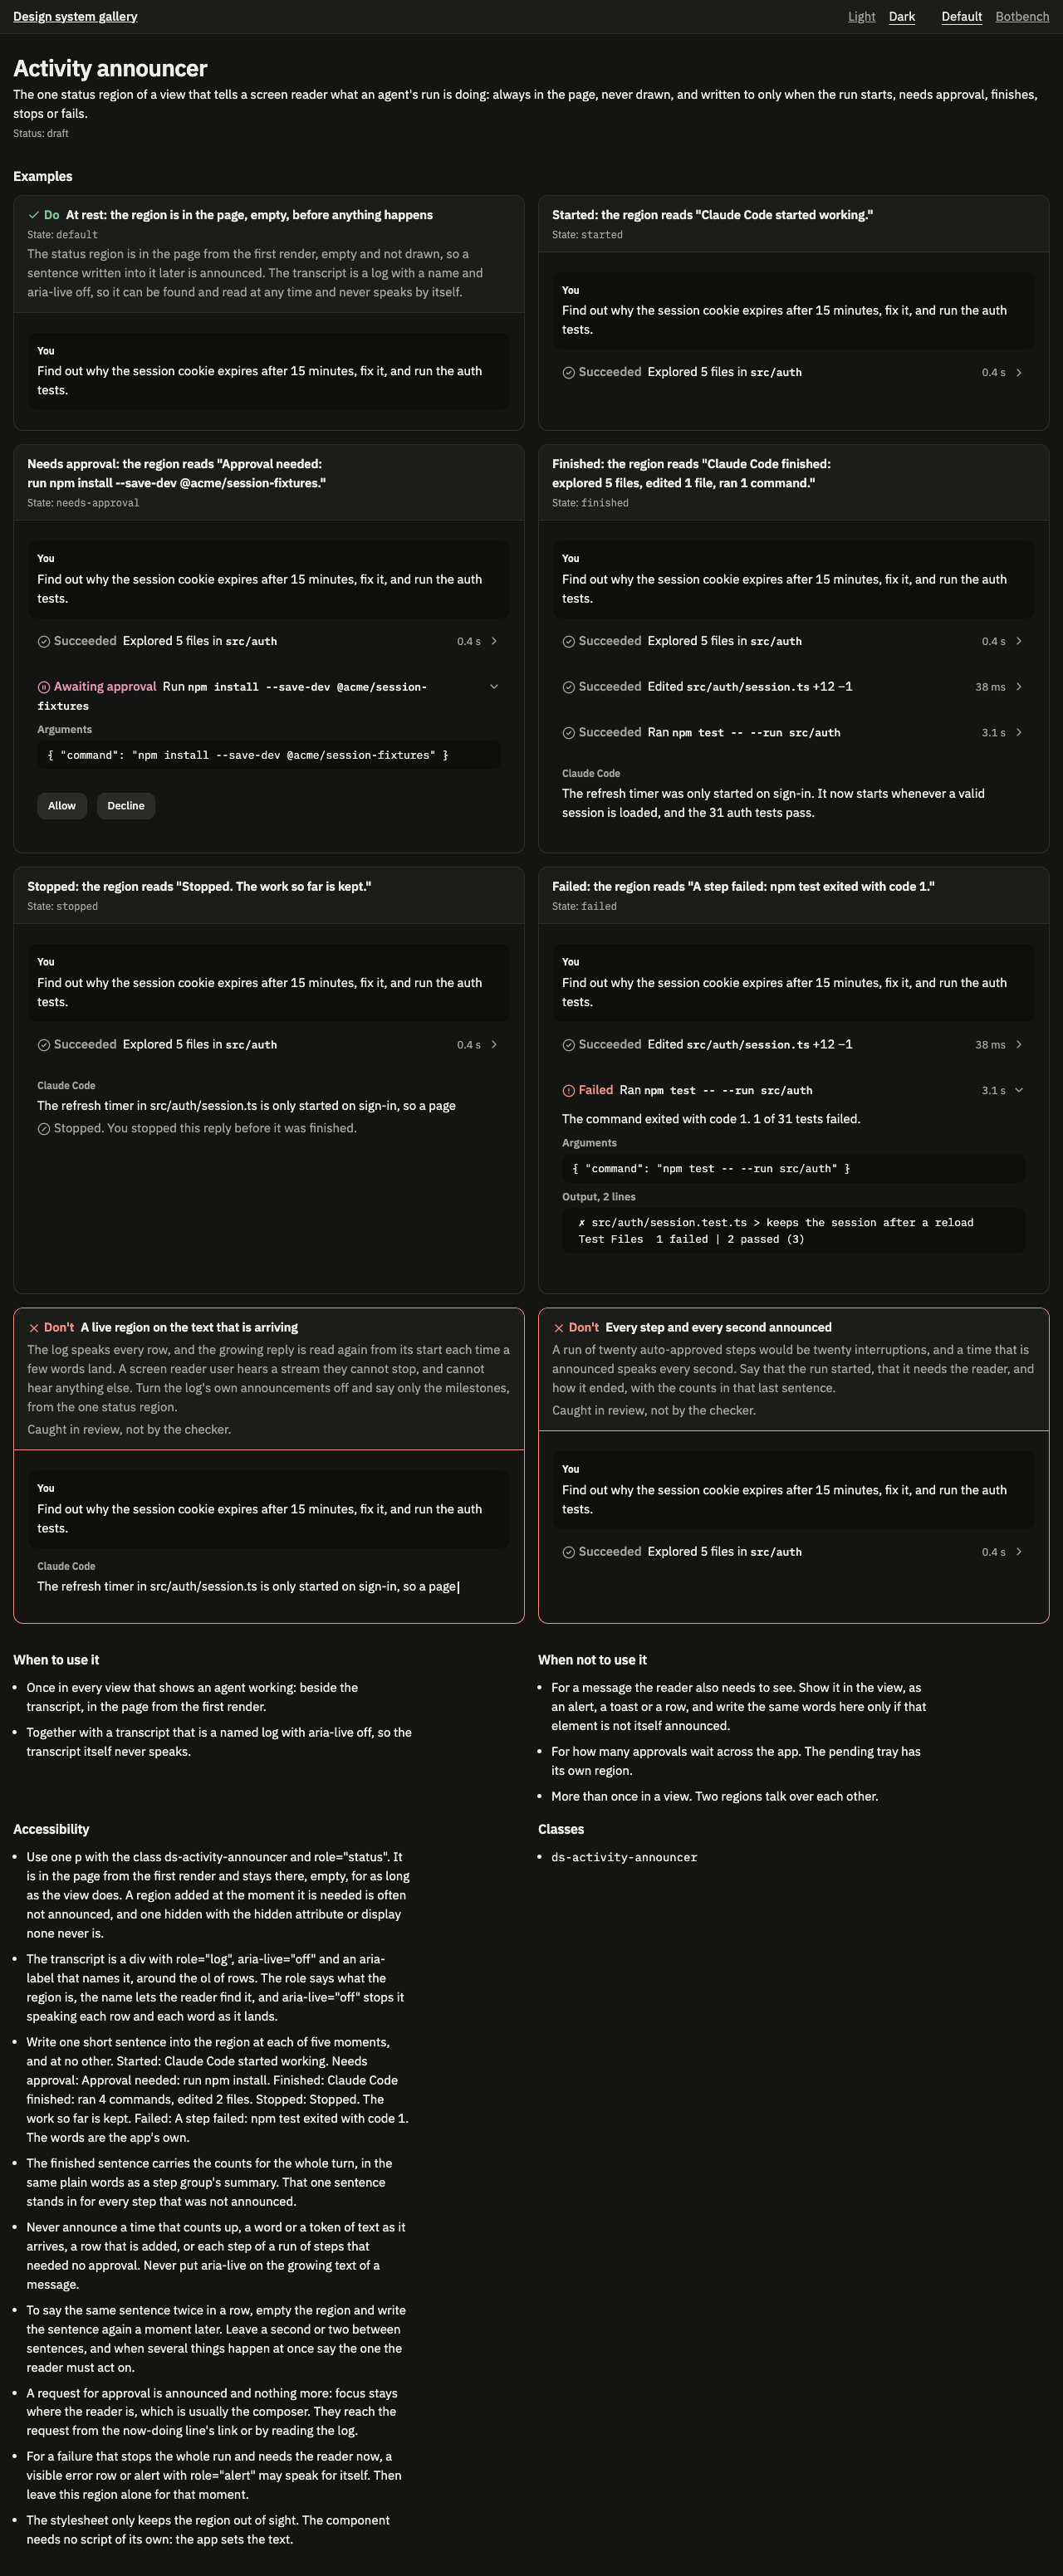 Design system gallery
Light Dark Default Botbench
Activity announcer
The one status region of a view that tells a screen reader what an agent's run is doing: always in the page, never drawn, and written to only when the run starts, needs approval, finishes,
stops or fails.
Status: draft
Examples
Do At rest: the region is in the page, empty, before anything happens
State: default
The status region is in the page from the first render, empty and not drawn, so a
sentence written into it later is announced. The transcript is a log with a name and
aria-live off, so it can be found and read at any time and never speaks by itself.
You
Find out why the session cookie expires after 15 minutes, fix it, and run the auth
tests.
Started: the region reads "Claude Code started working."
State: started
You
Find out why the session cookie expires after 15 minutes, fix it, and run the auth
tests.
Succeeded Explored 5 files in src/auth 0.4 s
Needs approval: the region reads "Approval needed:
run npm install --save-dev @acme/session-fixtures."
State: needs-approval
You
Find out why the session cookie expires after 15 minutes, fix it, and run the auth
tests.
Succeeded Explored 5 files in src/auth 0.4 s
Awaiting approval Run npm install --save-dev @acme/session-
fixtures
Arguments
{ "command": "npm install --save-dev @acme/session-fixtures" }
Allow Decline
Finished: the region reads "Claude Code finished:
explored 5 files, edited 1 file, ran 1 command."
State: finished
You
Find out why the session cookie expires after 15 minutes, fix it, and run the auth
tests.
Succeeded Explored 5 files in src/auth 0.4 s
Succeeded Edited src/auth/session.ts +12 −1 38 ms
Succeeded Ran npm test -- --run src/auth 3.1 s
Claude Code
The refresh timer was only started on sign-in. It now starts whenever a valid
session is loaded, and the 31 auth tests pass.
Stopped: the region reads "Stopped. The work so far is kept."
State: stopped
You
Find out why the session cookie expires after 15 minutes, fix it, and run the auth
tests.
Succeeded Explored 5 files in src/auth 0.4 s
Claude Code
The refresh timer in src/auth/session.ts is only started on sign-in, so a page
Stopped. You stopped this reply before it was finished.
Failed: the region reads "A step failed: npm test exited with code 1."
State: failed
You
Find out why the session cookie expires after 15 minutes, fix it, and run the auth
tests.
Succeeded Edited src/auth/session.ts +12 −1 38 ms
Failed Ran npm test -- --run src/auth 3.1 s
The command exited with code 1. 1 of 31 tests failed.
Arguments
{ "command": "npm test -- --run src/auth" }
Output, 2 lines
✗ src/auth/session.test.ts > keeps the session after a reload
Test Files 1 failed | 2 passed (3)
Don't A live region on the text that is arriving
The log speaks every row, and the growing reply is read again from its start each time a
few words land. A screen reader user hears a stream they cannot stop, and cannot
hear anything else. Turn the log's own announcements off and say only the milestones,
from the one status region.
Caught in review, not by the checker.
You
Find out why the session cookie expires after 15 minutes, fix it, and run the auth
tests.
Claude Code
The refresh timer in src/auth/session.ts is only started on sign-in, so a page
Don't Every step and every second announced
A run of twenty auto-approved steps would be twenty interruptions, and a time that is
announced speaks every second. Say that the run started, that it needs the reader, and
how it ended, with the counts in that last sentence.
Caught in review, not by the checker.
You
Find out why the session cookie expires after 15 minutes, fix it, and run the auth
tests.
Succeeded Explored 5 files in src/auth 0.4 s
When to use it
• Once in every view that shows an agent working: beside the
transcript, in the page from the first render.
• Together with a transcript that is a named log with aria-live off, so the
transcript itself never speaks.
When not to use it
• For a message the reader also needs to see. Show it in the view, as
an alert, a toast or a row, and write the same words here only if that
element is not itself announced.
• For how many approvals wait across the app. The pending tray has
its own region.
• More than once in a view. Two regions talk over each other.
Accessibility
• Use one p with the class ds-activity-announcer and role="status". It
is in the page from the first render and stays there, empty, for as long
as the view does. A region added at the moment it is needed is often
not announced, and one hidden with the hidden attribute or display
none never is.
• The transcript is a div with role="log", aria-live="off" and an aria-
label that names it, around the ol of rows. The role says what the
region is, the name lets the reader find it, and aria-live="off" stops it
speaking each row and each word as it lands.
• Write one short sentence into the region at each of five moments,
and at no other. Started: Claude Code started working. Needs
approval: Approval needed: run npm install. Finished: Claude Code
finished: ran 4 commands, edited 2 files. Stopped: Stopped. The
work so far is kept. Failed: A step failed: npm test exited with code 1.
The words are the app's own.
• The finished sentence carries the counts for the whole turn, in the
same plain words as a step group's summary. That one sentence
stands in for every step that was not announced.
• Never announce a time that counts up, a word or a token of text as it
arrives, a row that is added, or each step of a run of steps that
needed no approval. Never put aria-live on the growing text of a
message.
• To say the same sentence twice in a row, empty the region and write
the sentence again a moment later. Leave a second or two between
sentences, and when several things happen at once say the one the
reader must act on.
• A request for approval is announced and nothing more: focus stays
where the reader is, which is usually the composer. They reach the
request from the now-doing line's link or by reading the log.
• For a failure that stops the whole run and needs the reader now, a
visible error row or alert with role="alert" may speak for itself. Then
leave this region alone for that moment.
• The stylesheet only keeps the region out of sight. The component
needs no script of its own: the app sets the text.
Classes
• ds-activity-announcer